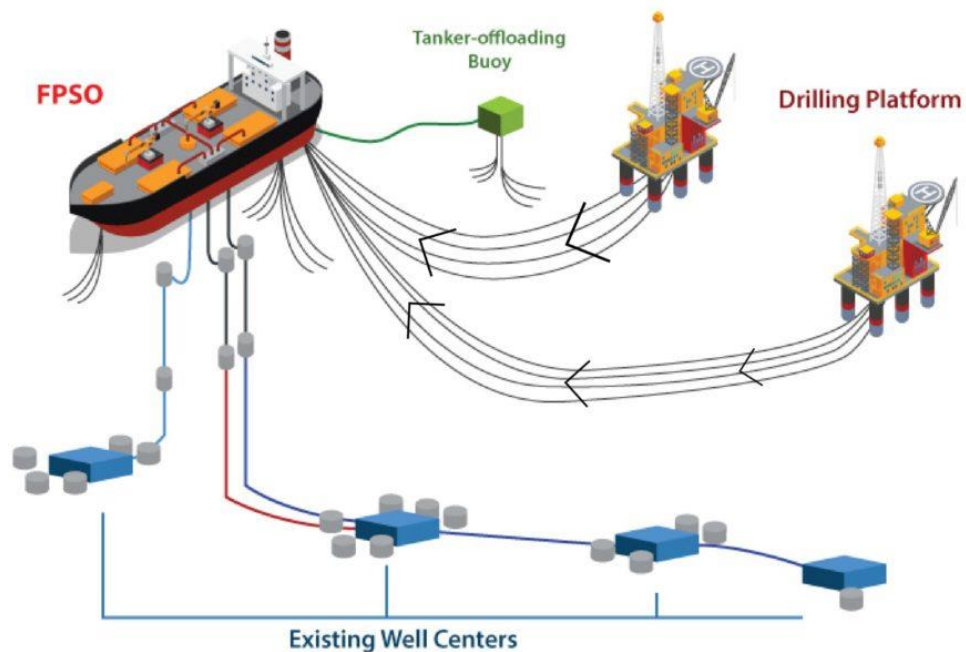 Tanker-offloading
Buoy
FPSO
Drilling Platform
H
H
Existing Well Centers